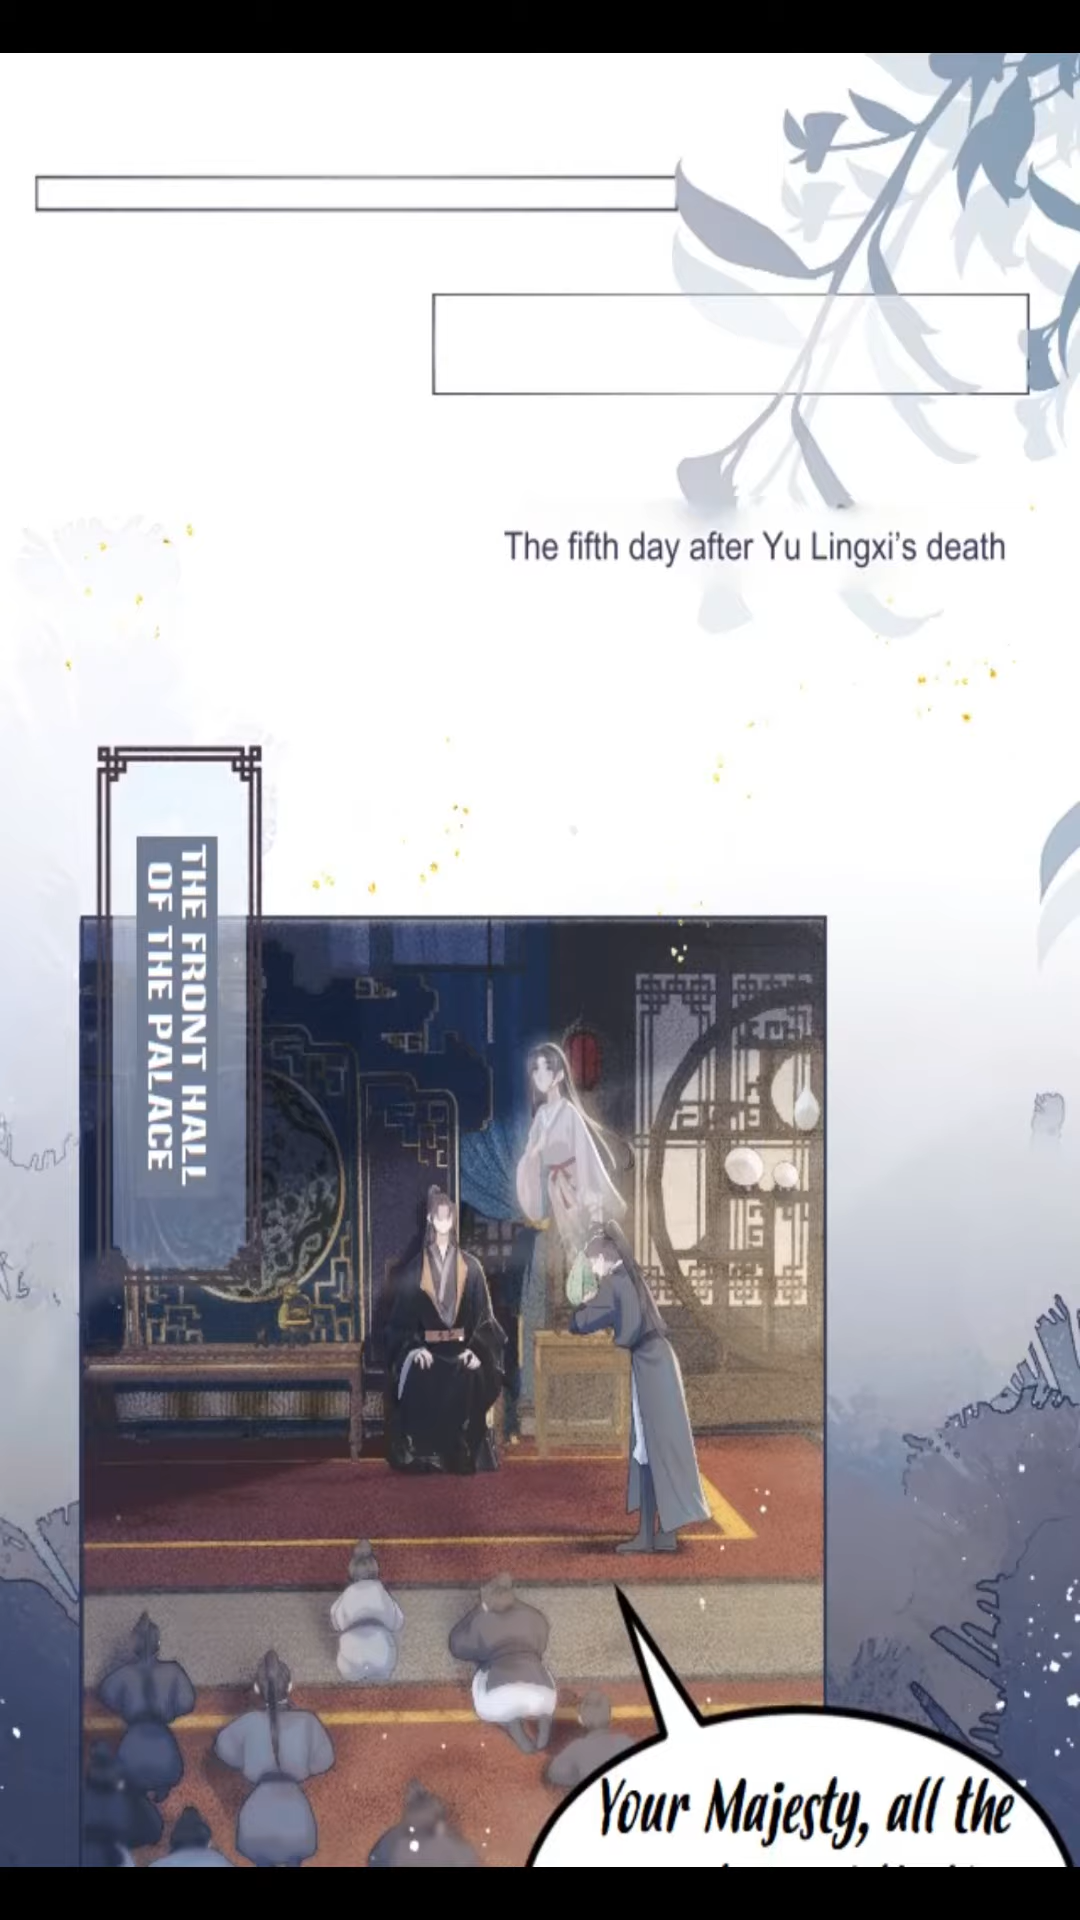 The fifth day after Yu Lingxi’s death
THE FRONT HALL
OF THE PALACE
Your Majesty, all the